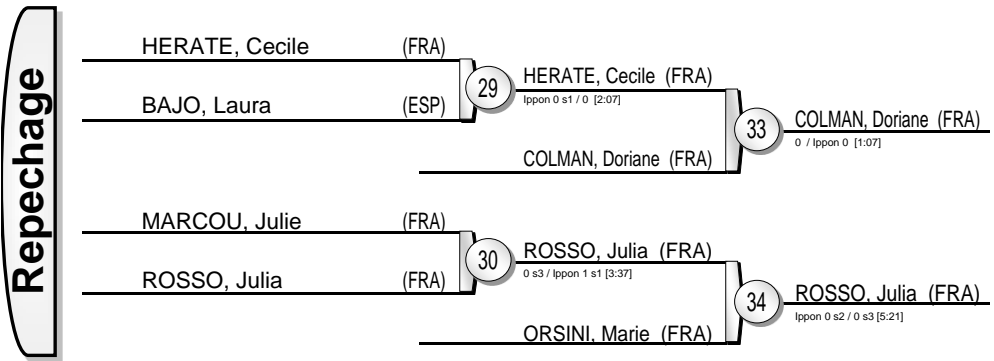 Repechage
HERATE, Cecile (FRA)
BAJO, Laura (ESP)
29
HERATE, Cecile (FRA)
Ippon 0 s1 / 0 [2:07]
COLMAN, Doriane (FRA)
33
COLMAN, Doriane (FRA)
0 / Ippon 0 [1:07]
MARCOU, Julie (FRA)
ROSSO, Julia (FRA)
30
ROSSO, Julia (FRA)
0 s3 / Ippon 1 s1 [3:37]
ORSINI, Marie (FRA)
34
ROSSO, Julia (FRA)
Ippon 0 s2 / 0 s3 [5:21]